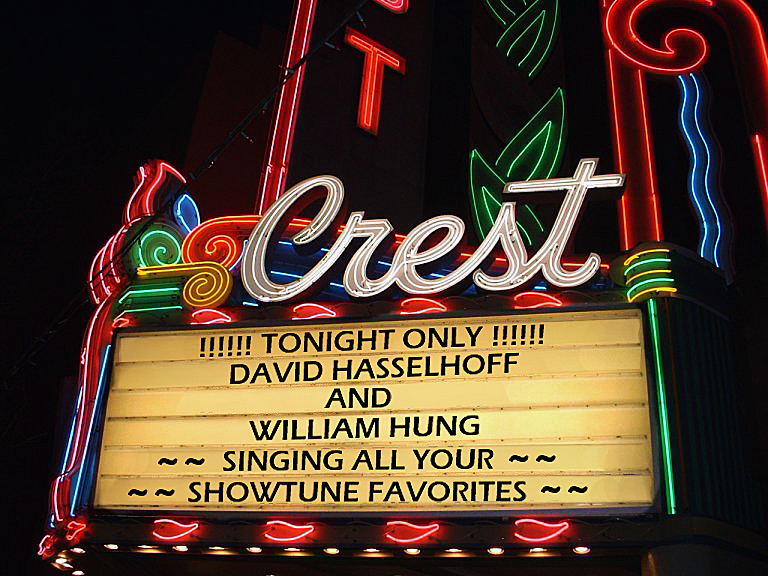 T
Crest
!!!!!! TONIGHT ONLY !!!!!!
DAVID HASSELHOFF
AND
WILLIAM HUNG
~~ SINGING ALL YOUR ~~
~~ SHOWTUNE FAVORITES ~~